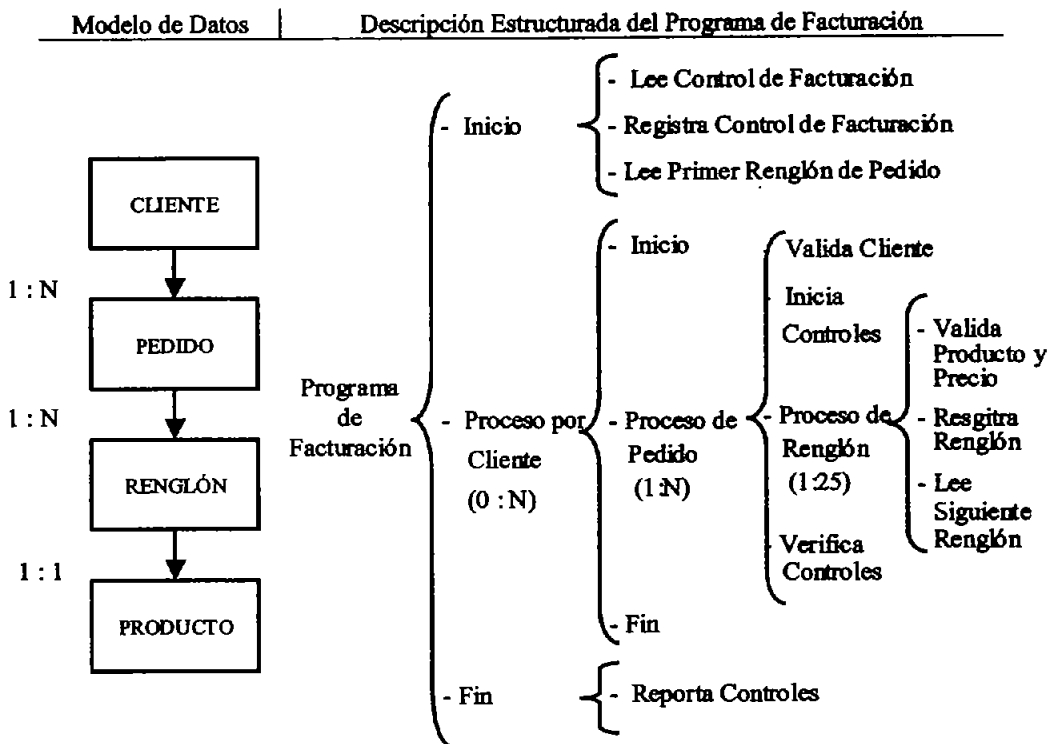 Modelo de Datos
Descripción Estructurada del Programa de Facturación
CLIENTE
1 : N
PEDIDO
1 : N
RENGLÓN
1 : 1
PRODUCTO
Programa
de
Facturación
- Inicio
- Lee Control de Facturación
- Registra Control de Facturación
- Lee Primer Renglón de Pedido
- Proceso por
Cliente
(0 : N)
- Inicio
- Proceso de
Pedido
(1:N)
Valida Cliente
Inicia
Controles
- Proceso de
Renglón
(1:25)
- Valida
Producto y
Precio
- Resgitra
Renglón
- Lee
Siguiente
Renglón
Verifica
Controles
- Fin
- Fin
- Reporta Controles